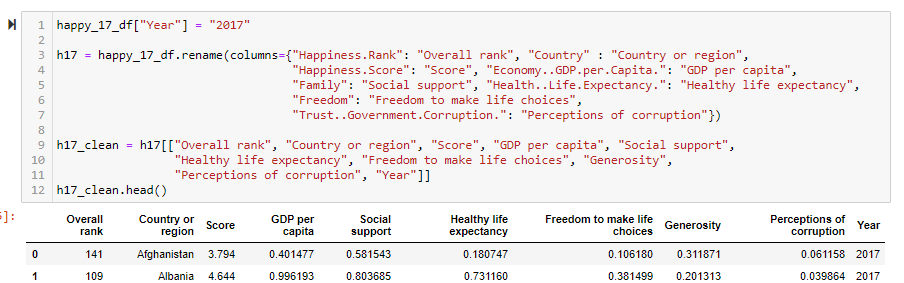 1 happy_17_df["Year"] = "2017"
2
3 h17 = happy_17_df.rename(columns={"Happiness.Rank": "Overall rank", "Country" : "Country or region",
4 "Happiness.Score": "Score", "Economy..GDP.per.Capita.": "GDP per capita",
5 "Family": "Social support", "Health..Life.Expectancy.": "Healthy life expectancy",
6 "Freedom": "Freedom to make life choices",
7 "Trust..Government.Corruption.": "Perceptions of corruption"})
8
9 h17_clean = h17[["Overall rank", "Country or region", "Score", "GDP per capita", "Social support",
10 "Healthy life expectancy", "Freedom to make life choices", "Generosity",
11 "Perceptions of corruption", "Year"]]
12 h17_clean.head()
]:
Overall rank Country or region Score GDP per capita Social support Healthy life expectancy Freedom to make life choices Generosity Perceptions of corruption Year
0 141 Afghanistan 3.794 0.401477 0.581543 0.180747 0.106180 0.311871 0.061158 2017
1 109 Albania 4.644 0.996193 0.803685 0.731160 0.381499 0.201313 0.039864 2017